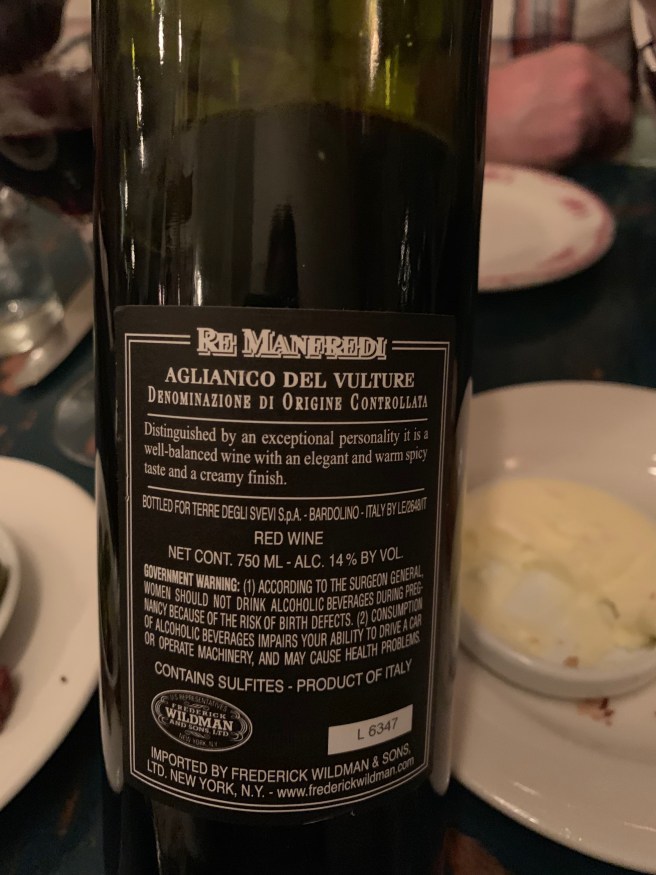 RE MANFREDI
AGLIANICO DEL VULTURE
DENOMINAZIONE DI ORIGINE CONTROLLATA
Distinguished by an exceptional personality it is a
well-balanced wine with an elegant and warm spicy
taste and a creamy finish.
BOTTLED FOR TERRE DEGLI SVEVI S.p.A. - BARDOLINO - ITALY BY LE/2648/IT
RED WINE
NET CONT. 750 ML - ALC. 14 % BY VOL.
GOVERNMENT WARNING: (1) ACCORDING TO THE SURGEON GENERAL,
WOMEN SHOULD NOT DRINK ALCOHOLIC BEVERAGES DURING PREG-
NANCY BECAUSE OF THE RISK OF BIRTH DEFECTS. (2) CONSUMPTION
OF ALCOHOLIC BEVERAGES IMPAIRS YOUR ABILITY TO DRIVE A CAR
OR OPERATE MACHINERY, AND MAY CAUSE HEALTH PROBLEMS.
CONTAINS SULFITES - PRODUCT OF ITALY
U.S. REPRESENTATIVES
FREDERICK
WILDMAN
AND SONS, LTD
NEW YORK, N.Y.
L 6347
IMPORTED BY FREDERICK WILDMAN & SONS,
LTD. NEW YORK, N.Y. - www.frederickwildman.com